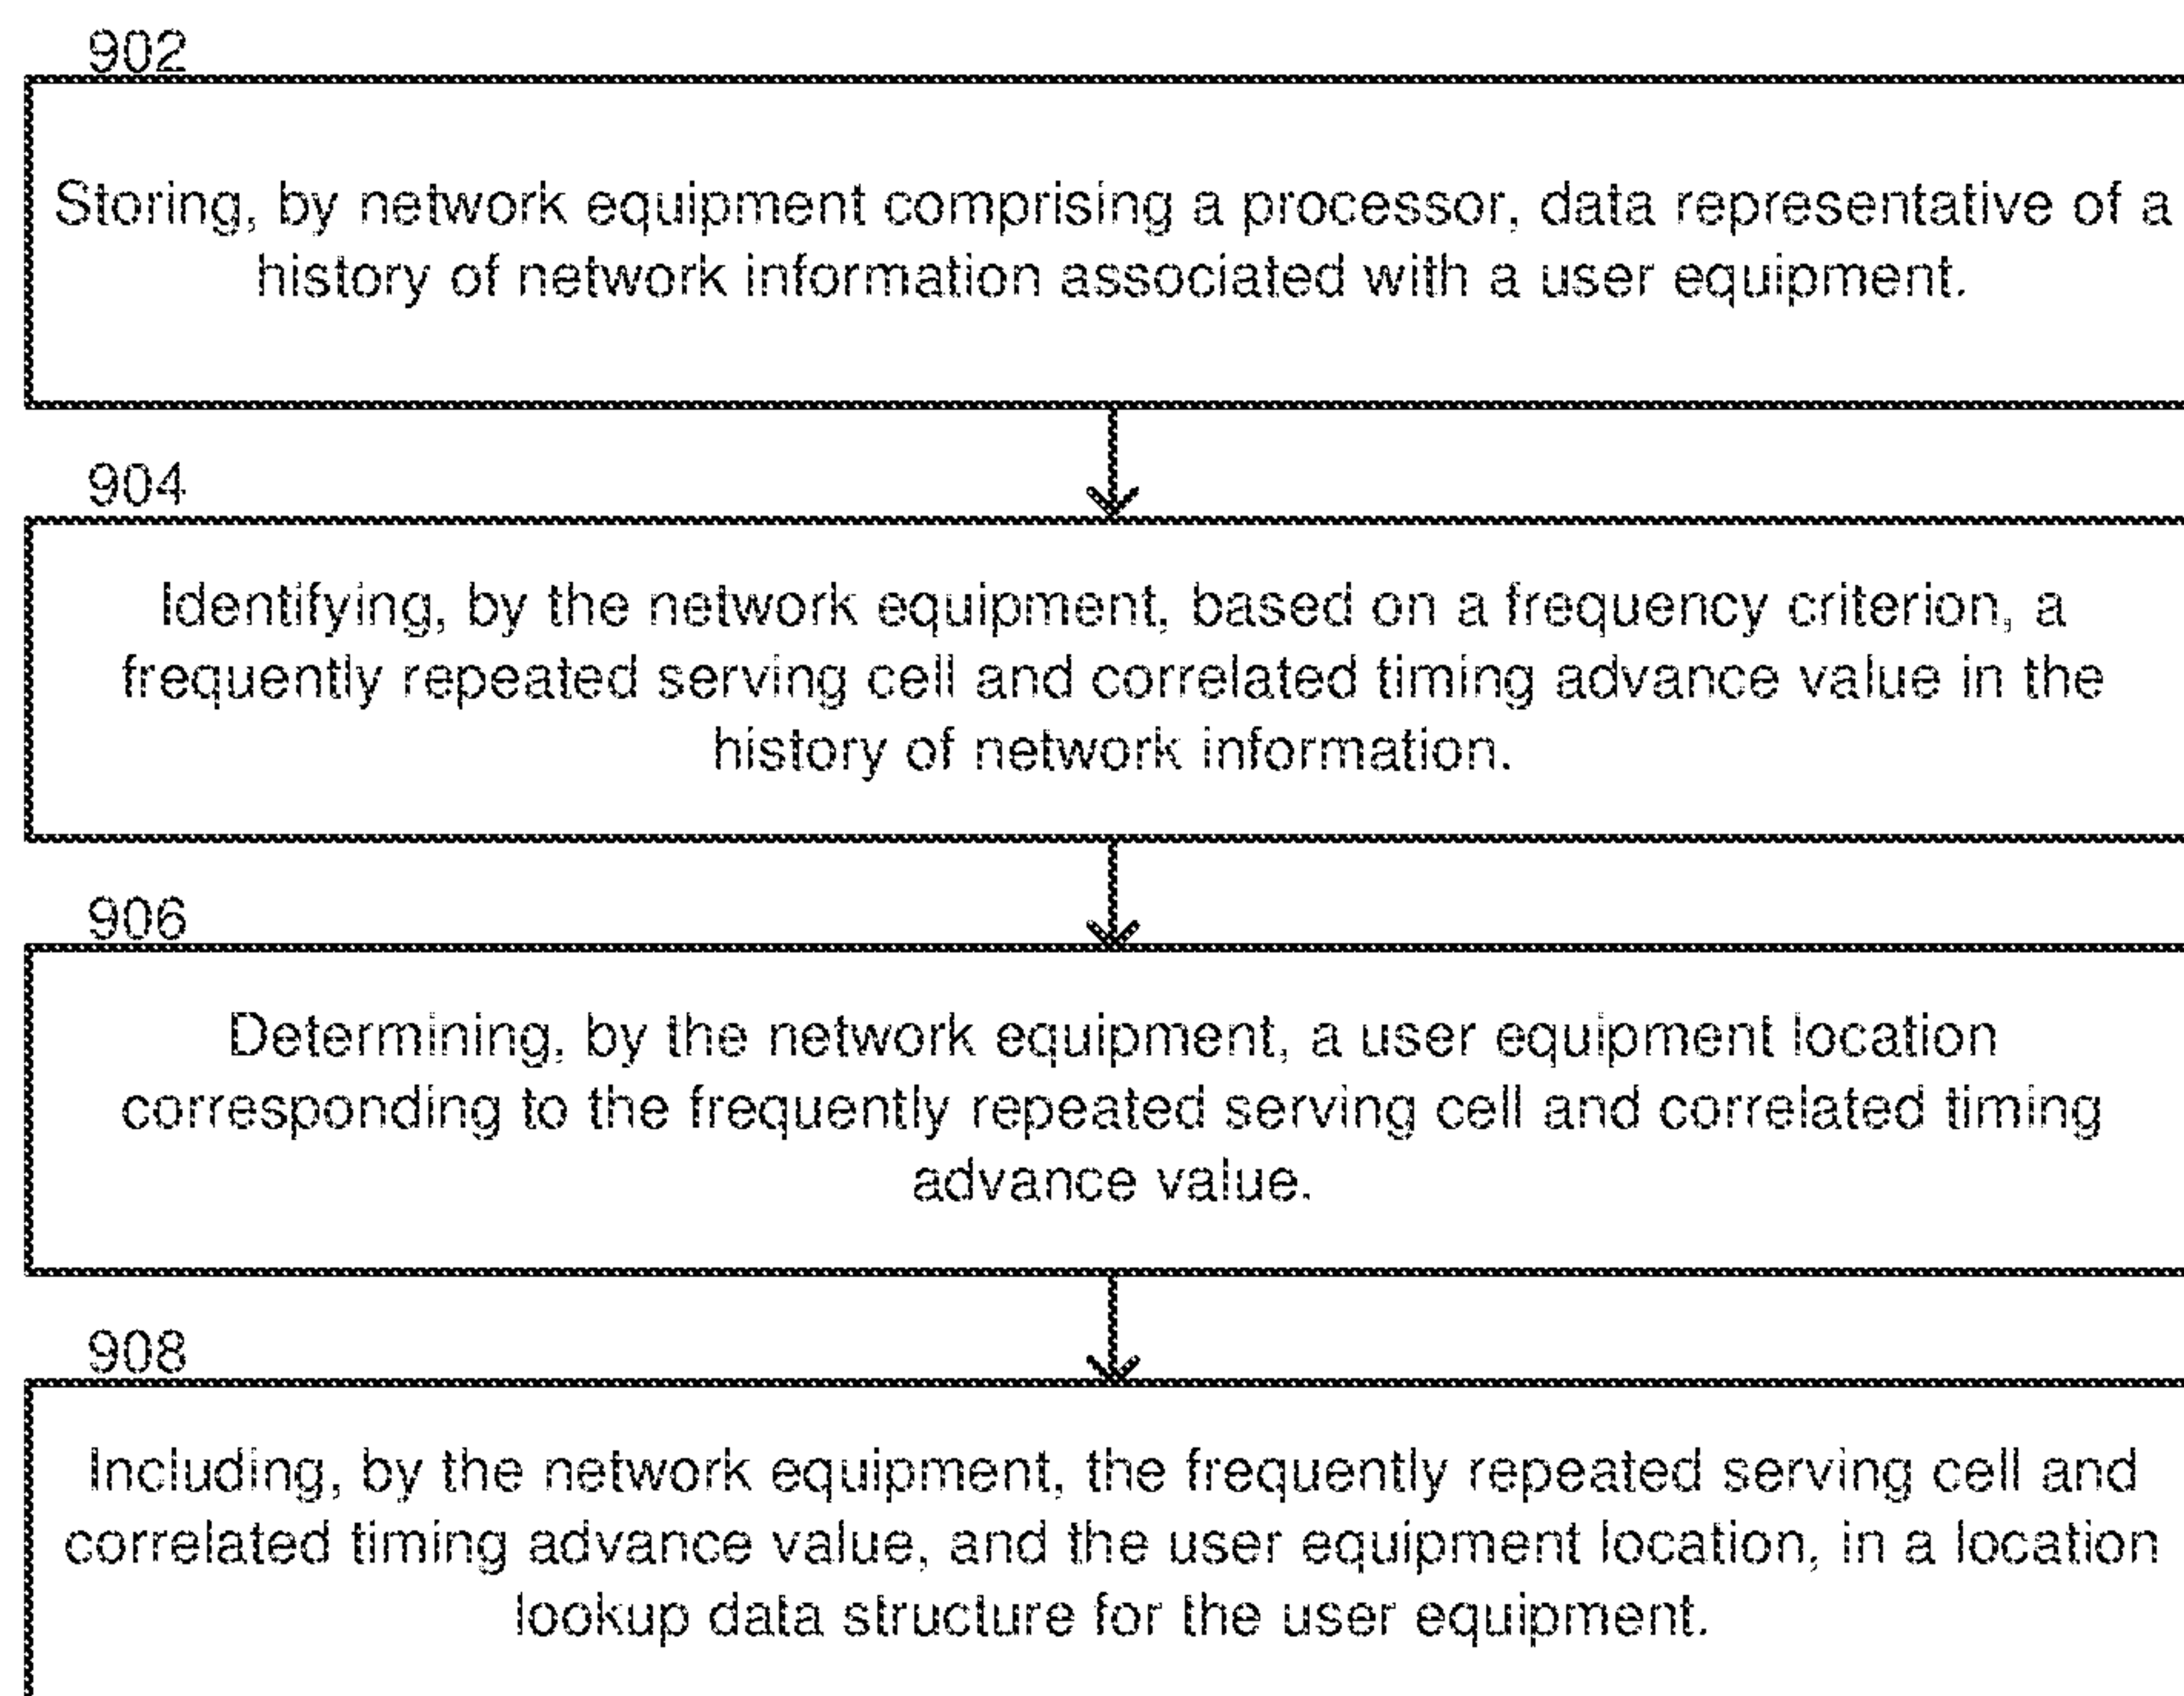 902
Storing, by network equipment comprising a processor, data representative of a
history of network information associated with a user equipment.
904
Identifying, by the network equipment, based on a frequency criterion, a
frequently repeated serving cell and correlated timing advance value in the
history of network information.
906
Determining, by the network equipment, a user equipment location
corresponding to the frequently repeated serving cell and correlated timing
advance value.
908
Including, by the network equipment, the frequently repeated serving cell and
correlated timing advance value, and the user equipment location, in a location
lookup data structure for the user equipment.